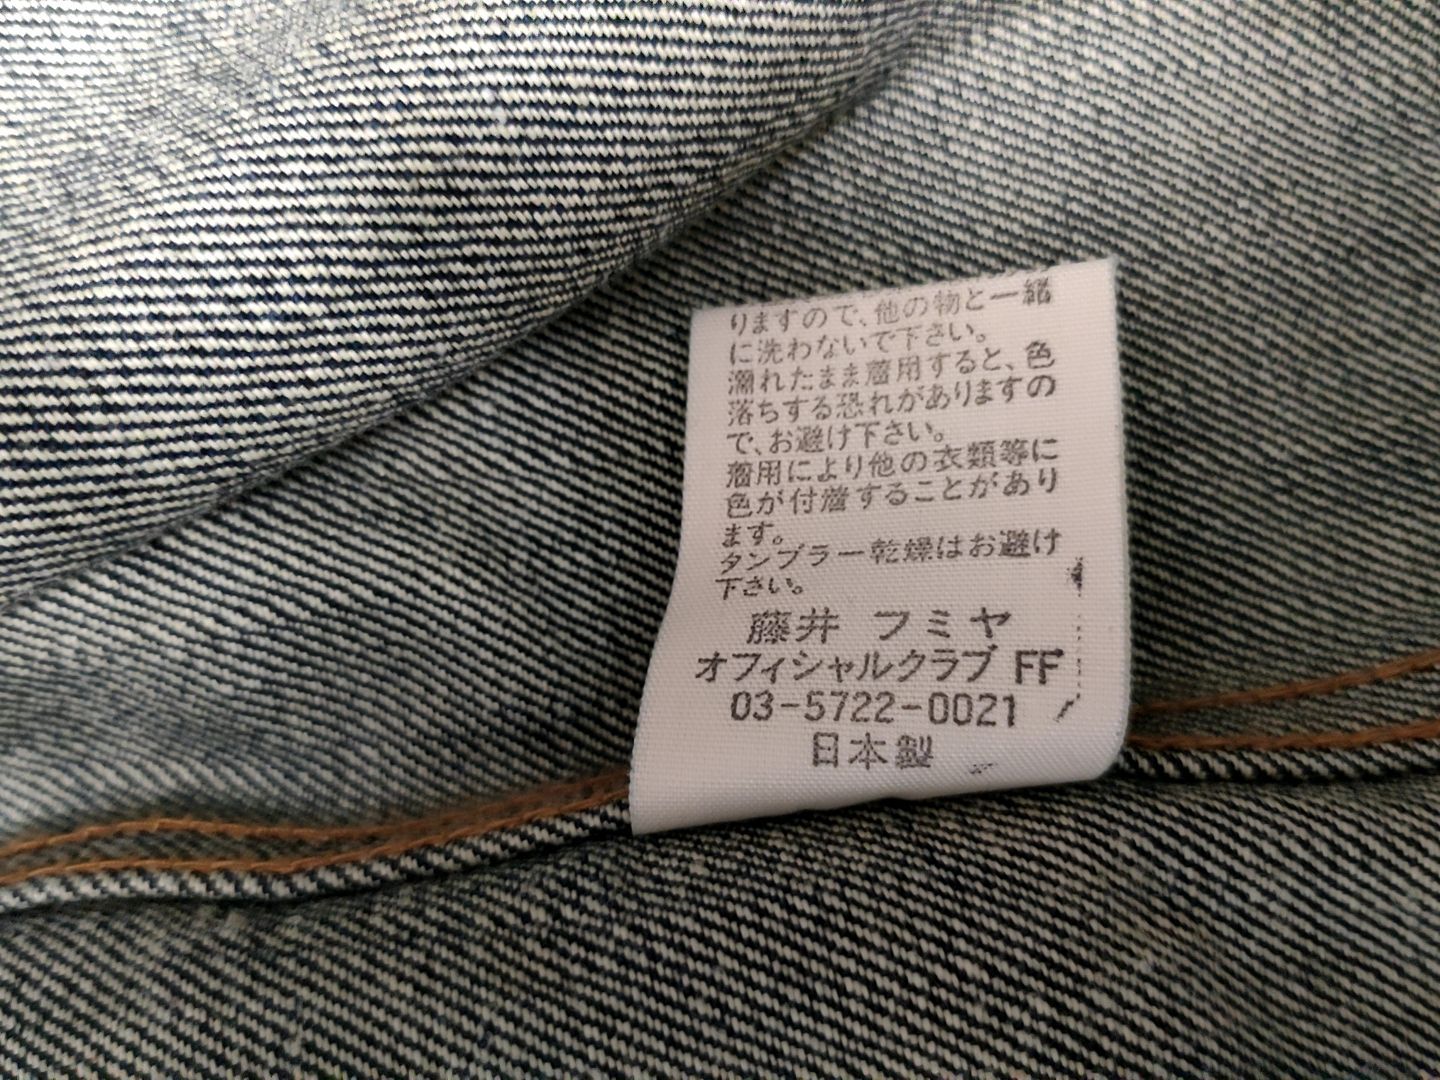 りますので、他の物と一緒
に洗わないで下さい。
濡れたまま着用すると、色
落ちする恐れがありますの
で、お避け下さい。
着用により他の衣類等に
色が付着することがあり
ます。
タンブラー乾燥はお避け
下さい。
藤井 フミヤ
オフィシャルクラブ FF
03-5722-0021
日本製